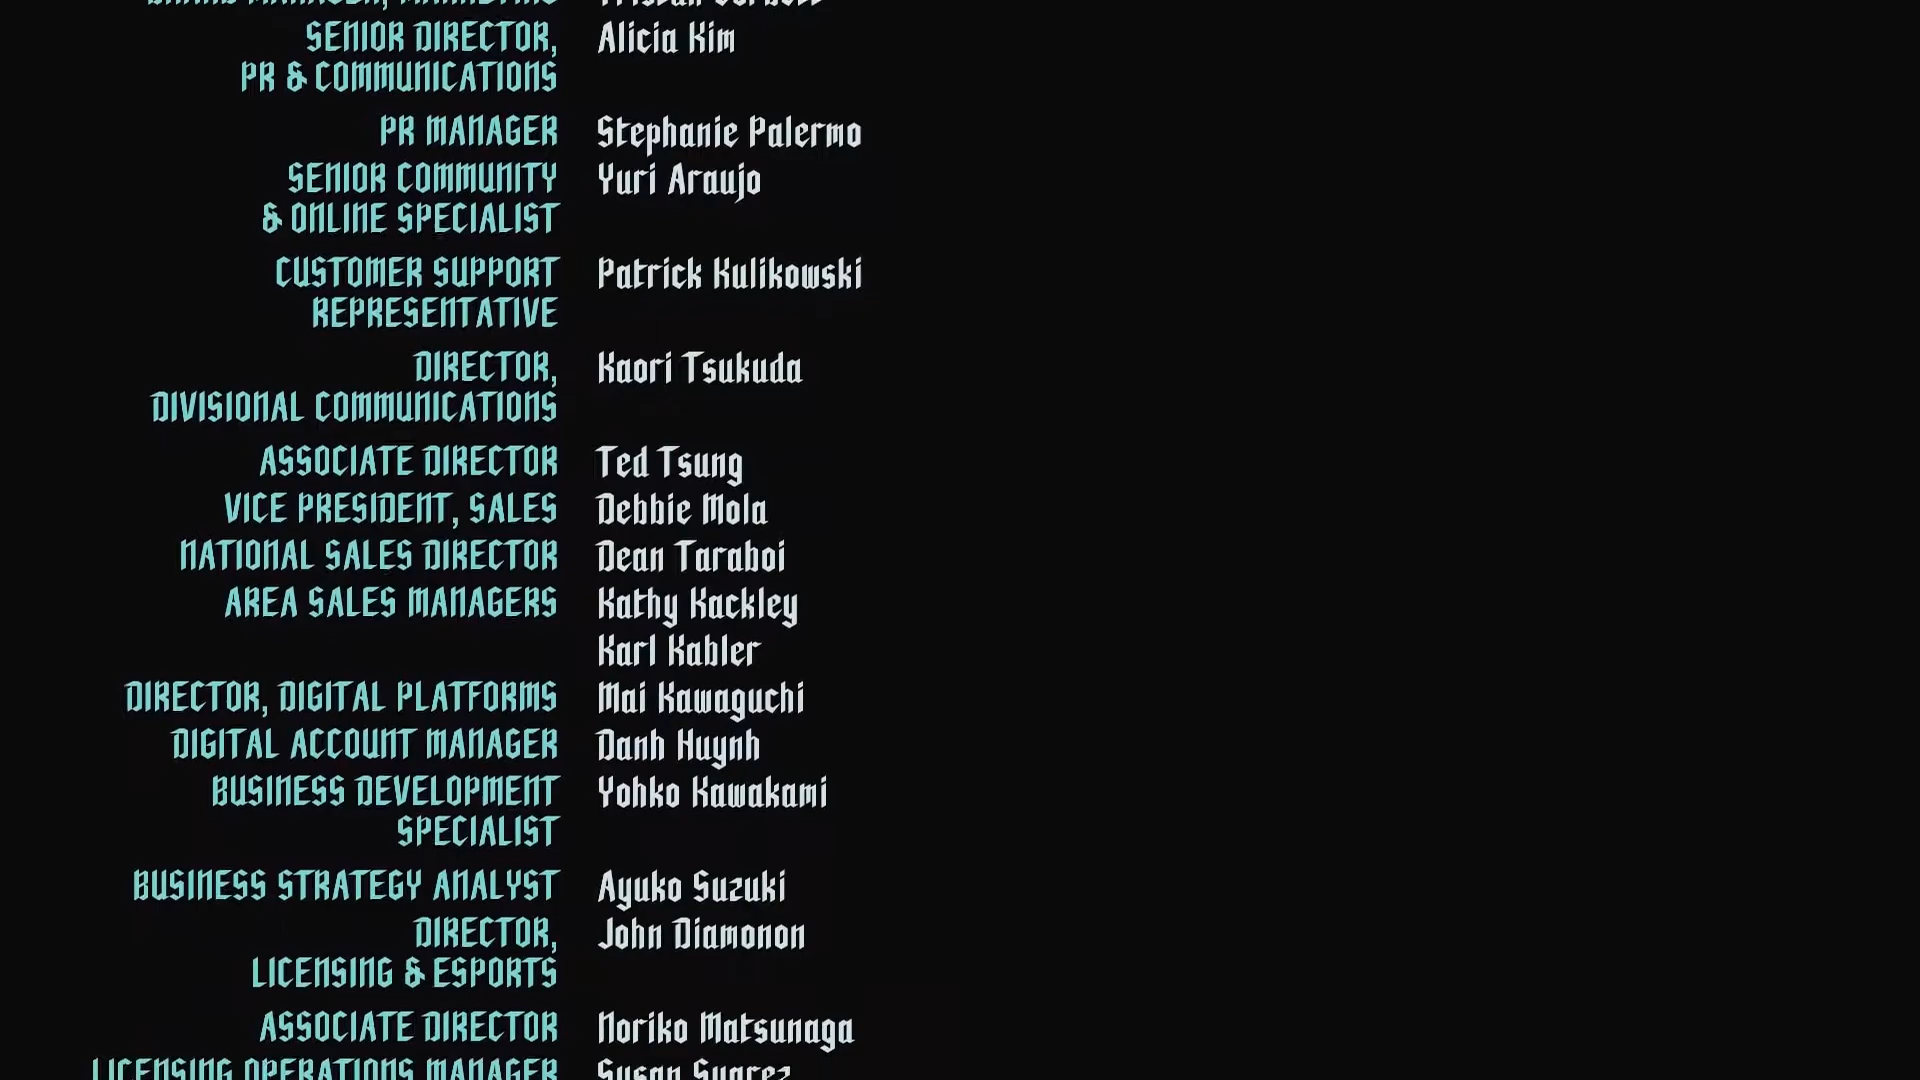 SENIOR DIRECTOR, Alicia Kim
PR & COMMUNICATIONS
PR MANAGER Stephanie Palermo
SENIOR COMMUNITY Yuri Araujo
& ONLINE SPECIALIST
CUSTOMER SUPPORT Patrick Kulikowski
REPRESENTATIVE
DIRECTOR, Kaori Tsukuda
DIVISIONAL COMMUNICATIONS
ASSOCIATE DIRECTOR Ted Tsung
VICE PRESIDENT, SALES Debbie Mola
NATIONAL SALES DIRECTOR Dean Taraboi
AREA SALES MANAGERS Kathy Kackley
Karl Kabler
DIRECTOR, DIGITAL PLATFORMS Mai Kawaguchi
DIGITAL ACCOUNT MANAGER Danh Huynh
BUSINESS DEVELOPMENT Yohko Kawakami
SPECIALIST
BUSINESS STRATEGY ANALYST Ayuko Suzuki
DIRECTOR, John Diamonon
LICENSING & ESPORTS
ASSOCIATE DIRECTOR Noriko Matsunaga
LICENSING OPERATIONS MANAGER Susan Suarez